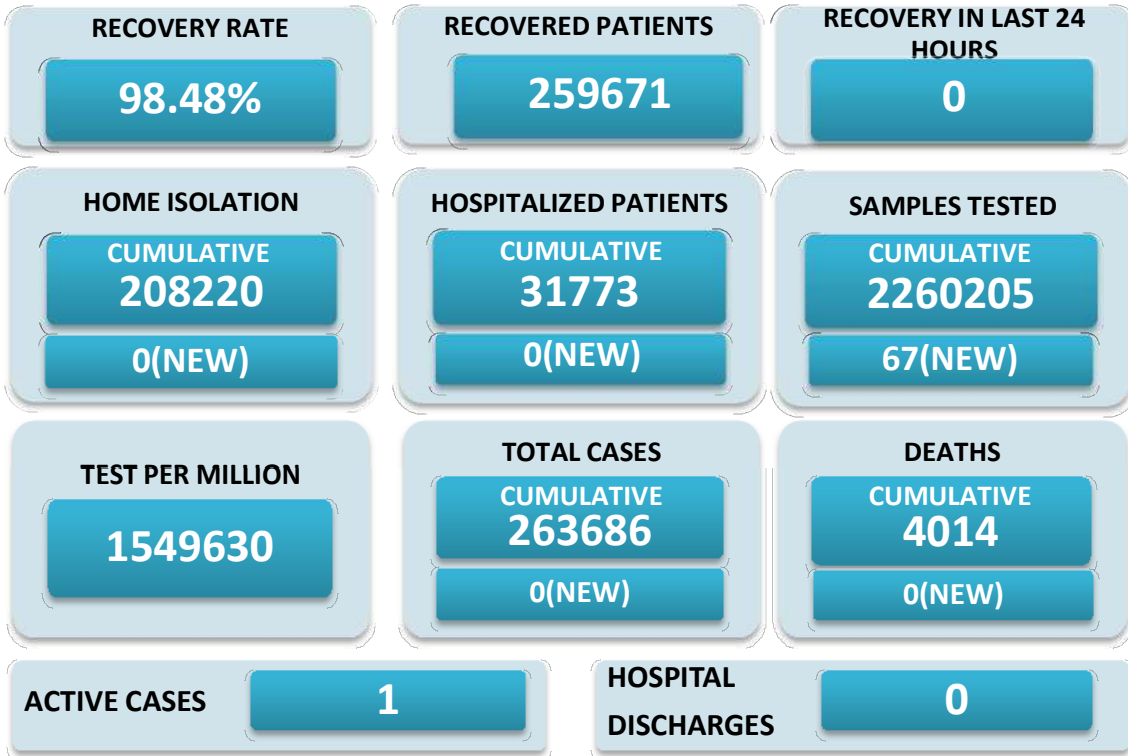 RECOVERY RATE
98.48%
RECOVERED PATIENTS
259671
RECOVERY IN LAST 24
HOURS
0
HOME ISOLATION
CUMULATIVE
208220
0(NEW)
HOSPITALIZED PATIENTS
CUMULATIVE
31773
0(NEW)
SAMPLES TESTED
CUMULATIVE
2260205
67(NEW)
TEST PER MILLION
1549630
TOTAL CASES
CUMULATIVE
263686
0(NEW)
DEATHS
CUMULATIVE
4014
0(NEW)
ACTIVE CASES
1
HOSPITAL
DISCHARGES
0